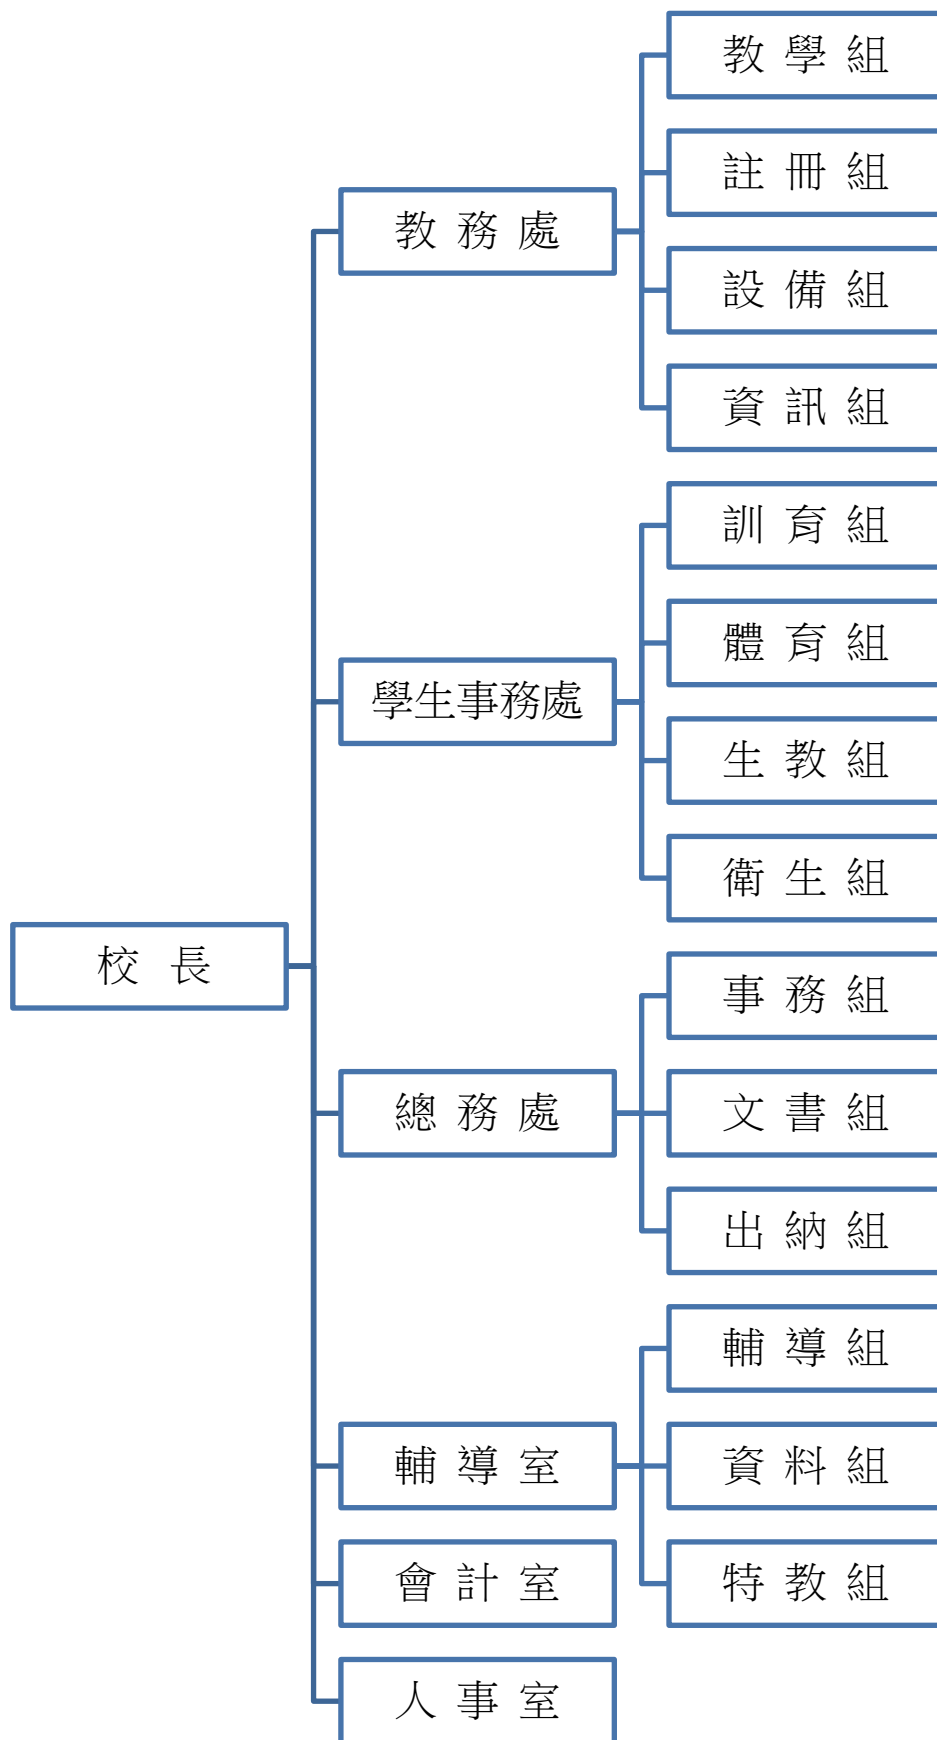 校 長
教 務 處
教 學 組
註 冊 組
設 備 組
資 訊 組
學生事務處
訓 育 組
體 育 組
生 教 組
衛 生 組
總 務 處
事 務 組
文 書 組
出 納 組
輔 導 室
輔 導 組
資 料 組
特 教 組
會 計 室
人 事 室